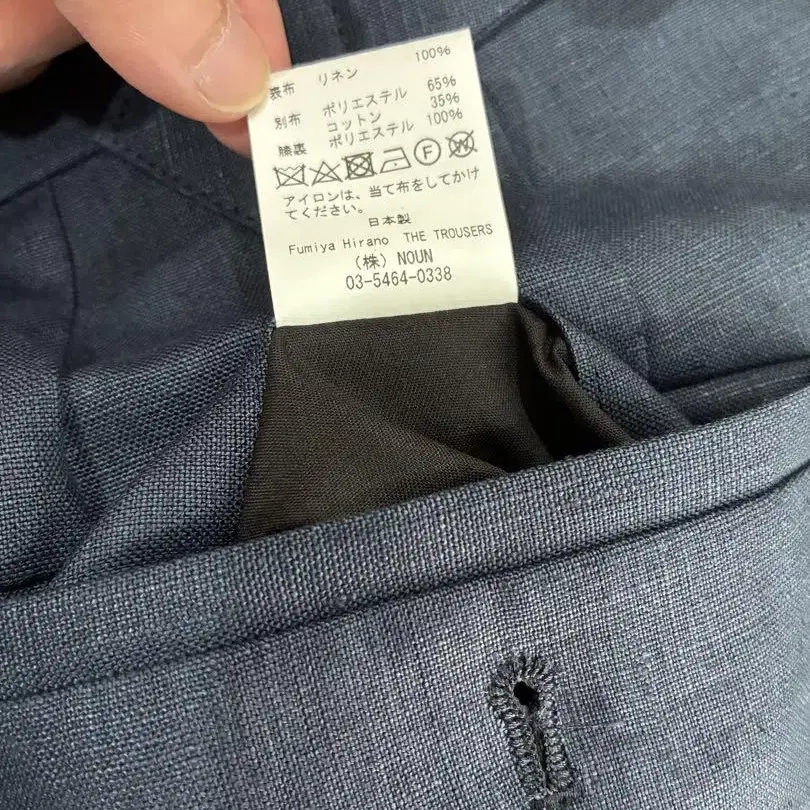 表布 リネン 100%
別布 ポリエステル 65%
コットン 35%
膝裏 ポリエステル 100%
F W
アイロンは、当て布をしてかけ
てください。
日本製
Fumiya Hirano THE TROUSERS
(株) NOUN
03-5464-0338